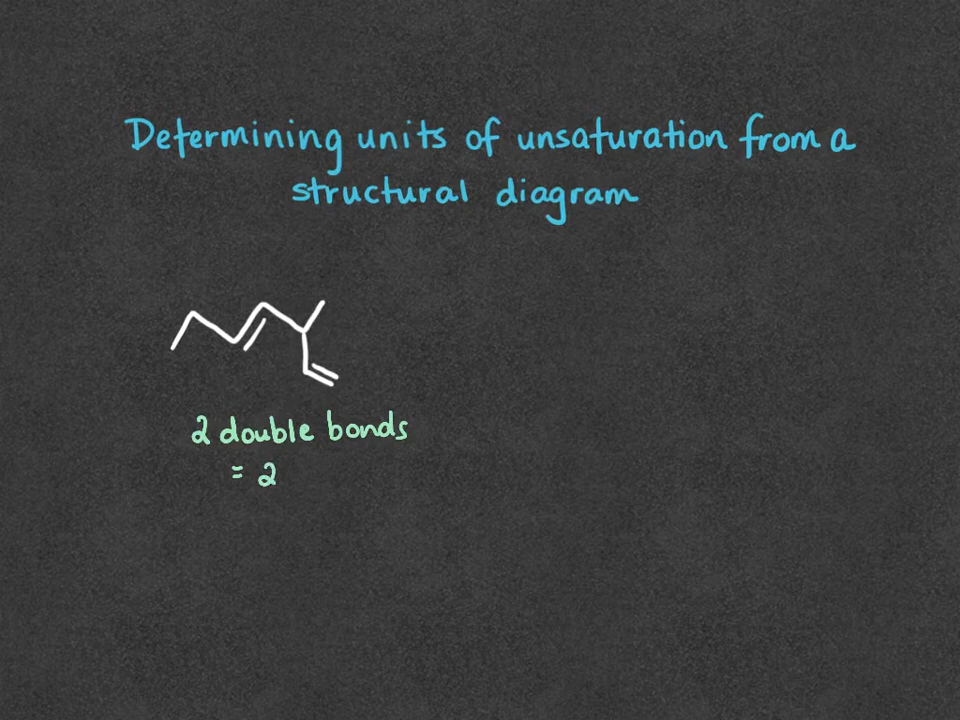 Determining units of unsaturation from a
structural diagram
2 double bonds
= 2